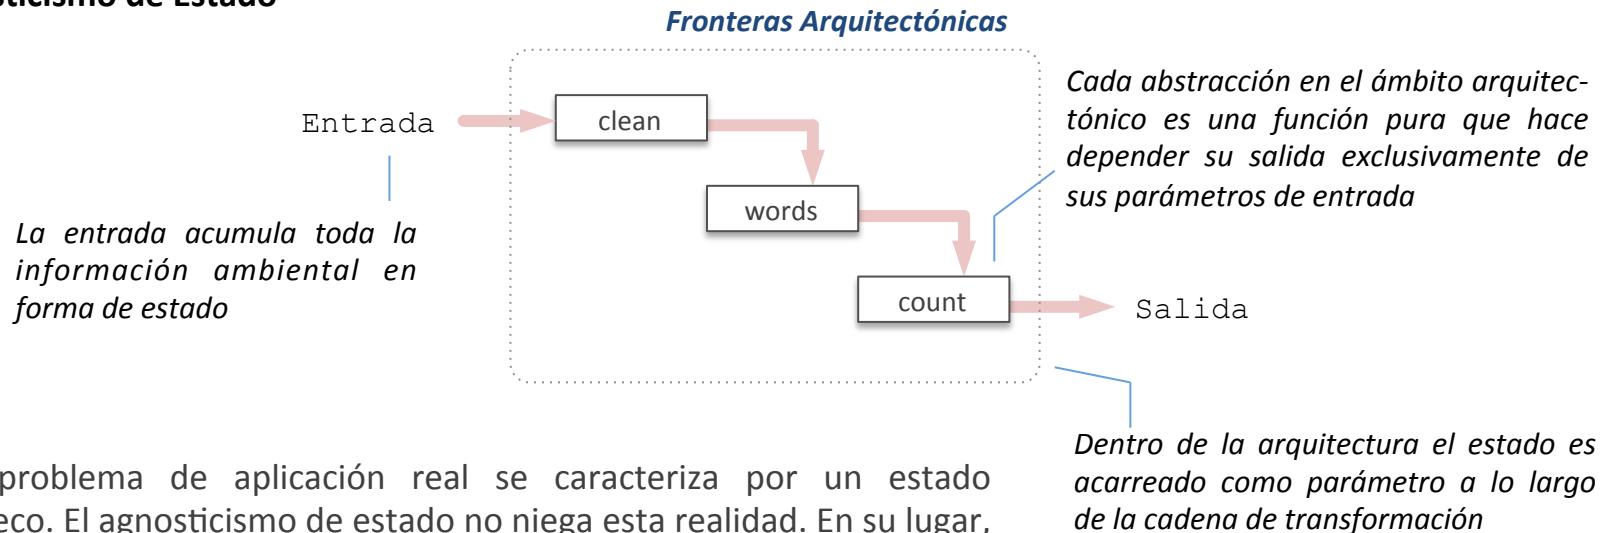 sticismo de Estado
Fronteras Arquitectónicas
Cada abstracción en el ámbito arquitec-
tónico es una función pura que hace
depender su salida exclusivamente de
sus parámetros de entrada
Entrada
clean
words
count
Salida
La entrada acumula toda la
información ambiental en
forma de estado
Dentro de la arquitectura el estado es
acarreado como parámetro a lo largo
de la cadena de transformación
problema de aplicación real se caracteriza por un estado
eco. El agnosticismo de estado no niega esta realidad. En su lugar,